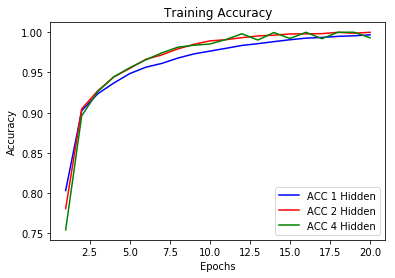 Training Accuracy
Accuracy
1.00
0.95
0.90
0.85
0.80
0.75
ACC 1 Hidden
ACC 2 Hidden
ACC 4 Hidden
2.5 5.0 7.5 10.0 12.5 15.0 17.5 20.0
Epochs